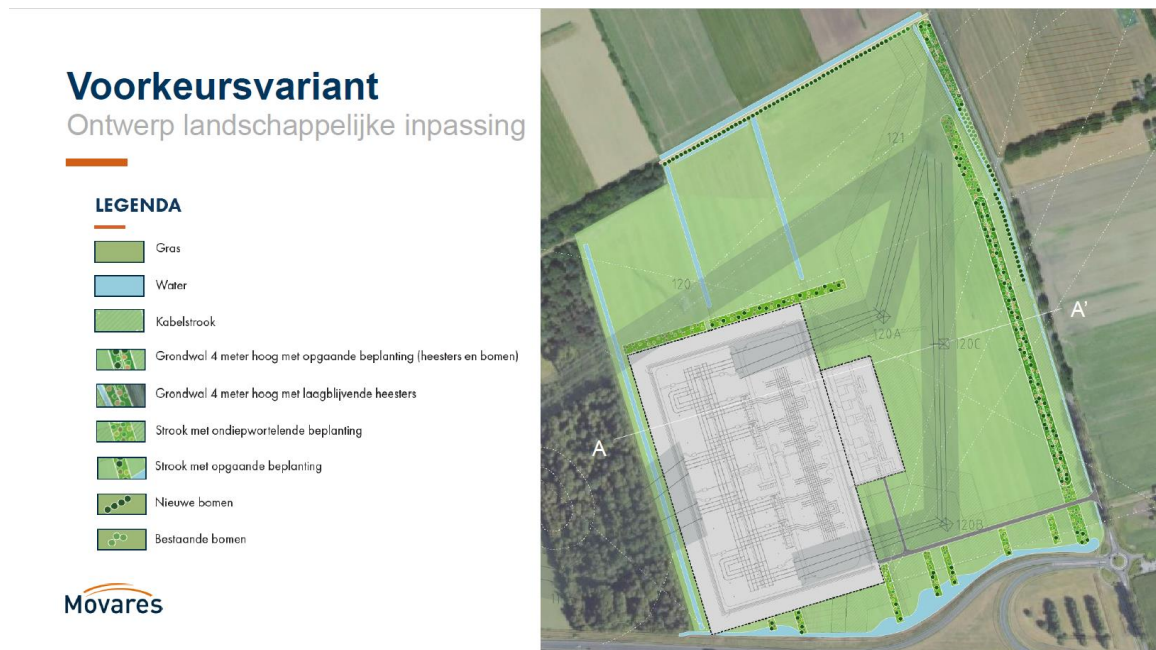 Voorkeursvariant
Ontwerp landschappelijke inpassing
LEGENDA
Gras
Water
Kabelstrook
Grondwal 4 meter hoog met opgaande beplanting (heesters en bomen)
Grondwal 4 meter hoog met laagblijvende heesters
Strook met ondiepwortelende beplanting
Strook met opgaande beplanting
Nieuwe bomen
Bestaande bomen
Movares
121
120
120A
A'
120C
A
120B